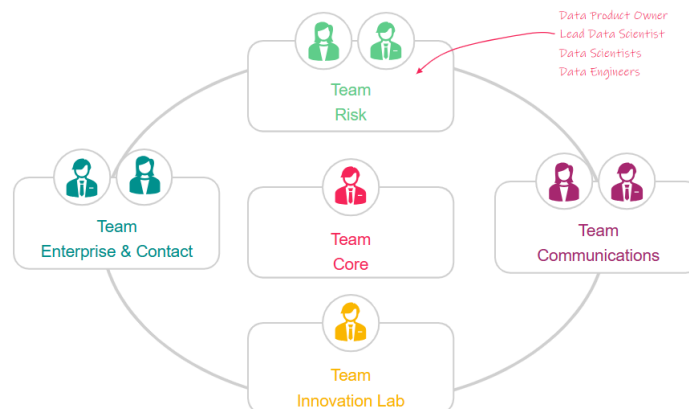 Data Product Owner
Lead Data Scientist
Data Scientists
Data Engineers
Team
Risk
Team
Enterprise & Contact
Team
Core
Team
Communications
Team
Innovation Lab